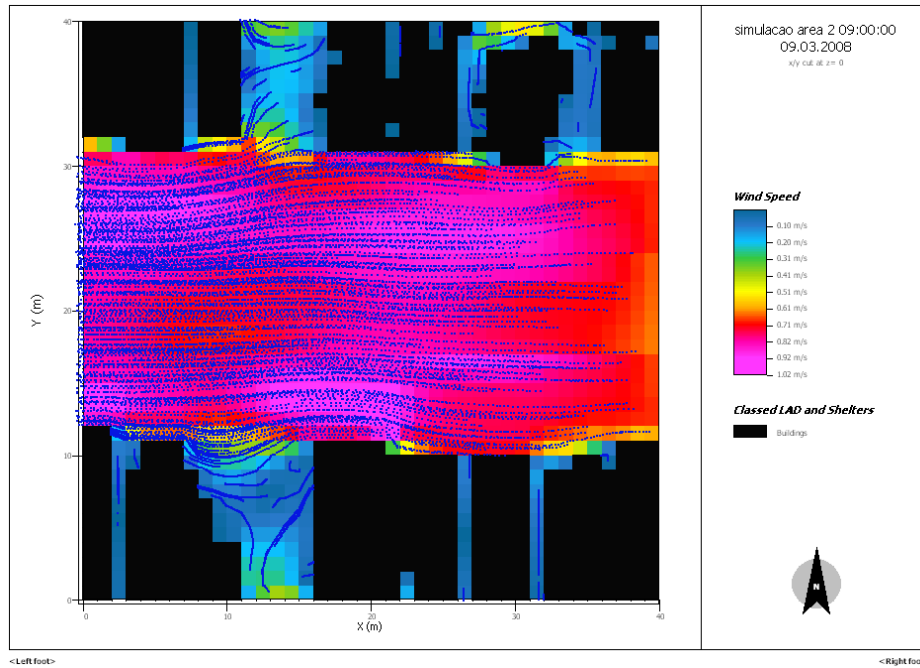 simulacao area 2 09:00:00
09.03.2008
x/y cut at z= 0
40
30
20
10
0
Y (m)
0
10
20
30
40
X (m)
Wind Speed
0.10 m/s
0.20 m/s
0.31 m/s
0.41 m/s
0.51 m/s
0.61 m/s
0.71 m/s
0.82 m/s
0.92 m/s
1.02 m/s
Classed LAD and Shelters
Buildings
N
<Left foot>
<Right foo